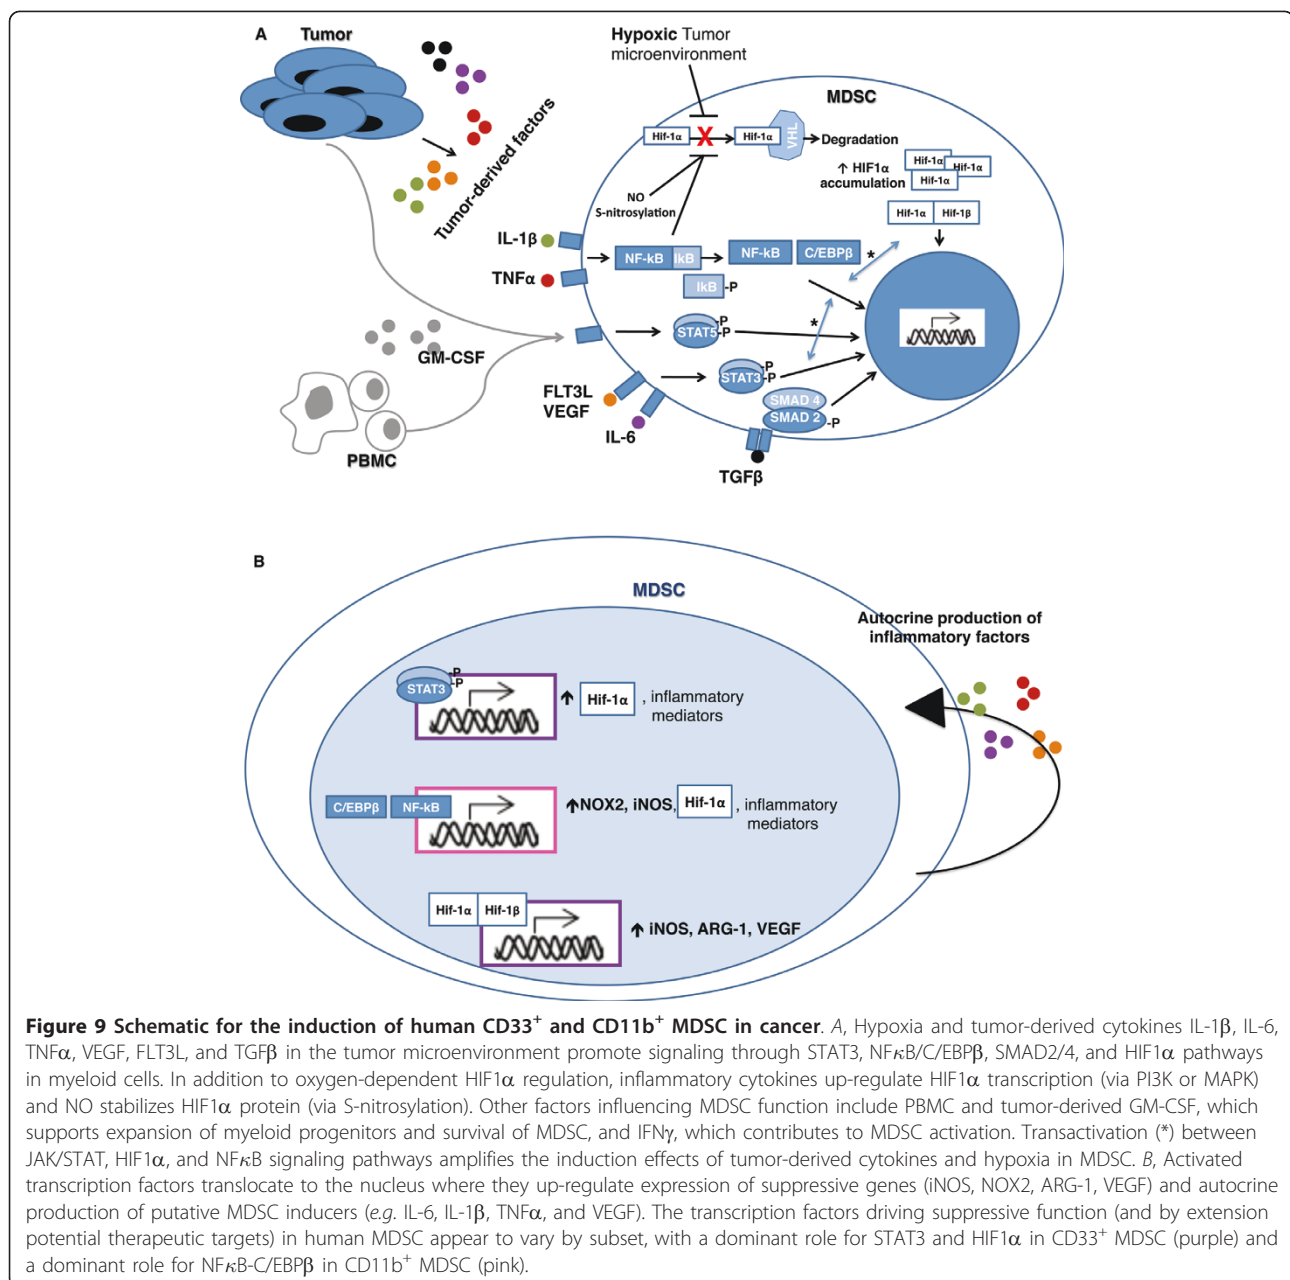 A
Tumor
Tumor-derived factors
Hypoxic Tumor
microenvironment
MDSC
Hif-1α
X
Hif-1α
VHL
Degradation
↑ HIF1α
accumulation
Hif-1α
Hif-1α
Hif-1α
NO
S-nitrosylation
Hif-1α
Hif-1β
IL-1β
TNFα
NF-kB
IkB
NF-kB
C/EBPβ
*
IkB
-P
*
STAT5
-P
-P
GM-CSF
PBMC
FLT3L
VEGF
IL-6
STAT3
-P
-P
SMAD 4
SMAD 2
-P
TGFβ
B
MDSC
Autocrine production of
inflammatory factors
STAT3
-P
-P
↑ Hif-1α , inflammatory
mediators
C/EBPβ
NF-kB
↑NOX2, iNOS, Hif-1α , inflammatory
mediators
Hif-1α
Hif-1β
↑ iNOS, ARG-1, VEGF
Figure 9 Schematic for the induction of human CD33⁺ and CD11b⁺ MDSC in cancer. A, Hypoxia and tumor-derived cytokines IL-1β, IL-6,
TNFα, VEGF, FLT3L, and TGFβ in the tumor microenvironment promote signaling through STAT3, NFκB/C/EBPβ, SMAD2/4, and HIF1α pathways
in myeloid cells. In addition to oxygen-dependent HIF1α regulation, inflammatory cytokines up-regulate HIF1α transcription (via PI3K or MAPK)
and NO stabilizes HIF1α protein (via S-nitrosylation). Other factors influencing MDSC function include PBMC and tumor-derived GM-CSF, which
supports expansion of myeloid progenitors and survival of MDSC, and IFNγ, which contributes to MDSC activation. Transactivation (*) between
JAK/STAT, HIF1α, and NFκB signaling pathways amplifies the induction effects of tumor-derived cytokines and hypoxia in MDSC. B, Activated
transcription factors translocate to the nucleus where they up-regulate expression of suppressive genes (iNOS, NOX2, ARG-1, VEGF) and autocrine
production of putative MDSC inducers (e.g. IL-6, IL-1β, TNFα, and VEGF). The transcription factors driving suppressive function (and by extension
potential therapeutic targets) in human MDSC appear to vary by subset, with a dominant role for STAT3 and HIF1α in CD33⁺ MDSC (purple) and
a dominant role for NFκB-C/EBPβ in CD11b⁺ MDSC (pink).